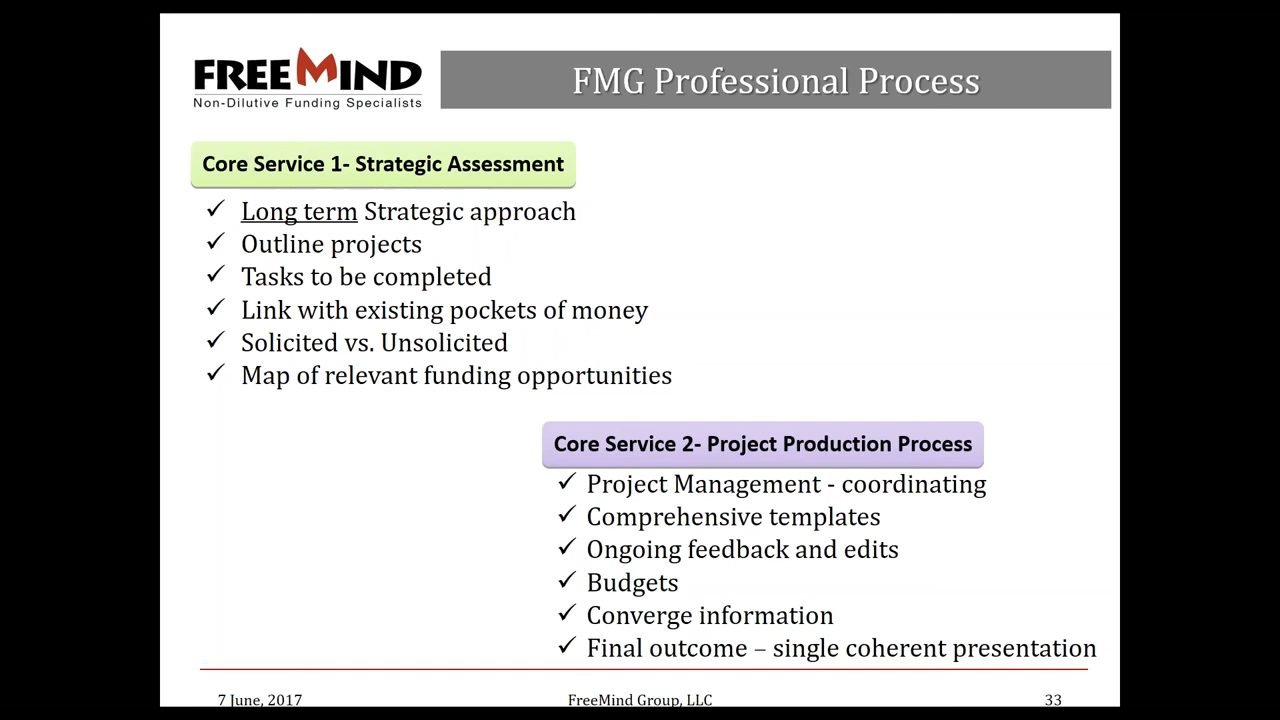 FREEMIND
Non-Dilutive Funding Specialists
FMG Professional Process
Core Service 1- Strategic Assessment
✓ Long term Strategic approach
✓ Outline projects
✓ Tasks to be completed
✓ Link with existing pockets of money
✓ Solicited vs. Unsolicited
✓ Map of relevant funding opportunities
Core Service 2- Project Production Process
✓ Project Management - coordinating
✓ Comprehensive templates
✓ Ongoing feedback and edits
✓ Budgets
✓ Converge information
✓ Final outcome – single coherent presentation
7 June, 2017
FreeMind Group, LLC
33